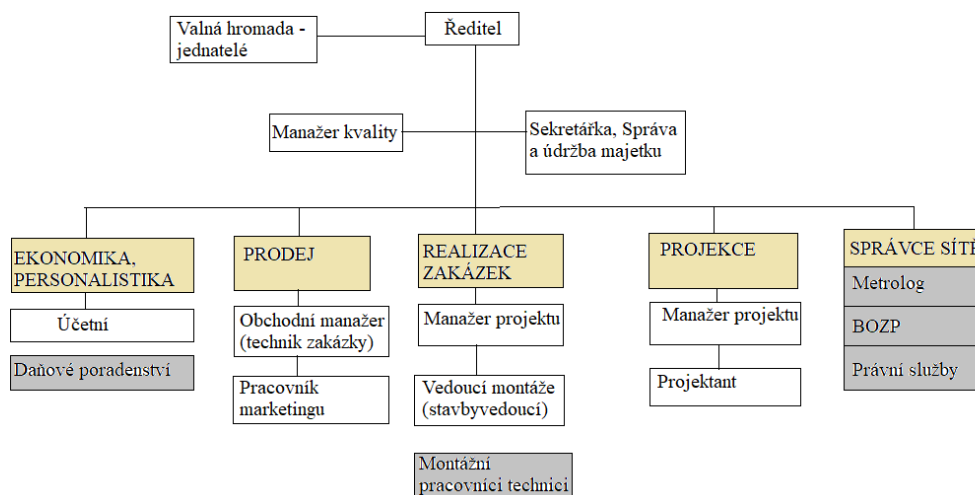 Valná hromada -
jednatelé
Ředitel
Manažer kvality
Sekretářka, Správa
a údržba majetku
EKONOMIKA,
PERSONALISTIKA
Účetní
Daňové poradenství
PRODEJ
Obchodní manažer
(technik zakázky)
Pracovník
marketingu
REALIZACE
ZAKÁZEK
Manažer projektu
Vedoucí montáže
(stavbyvedoucí)
Montážní
pracovníci technici
PROJEKCE
Manažer projektu
Projektant
SPRÁVCE SÍTĚ
Metrolog
BOZP
Právní služby